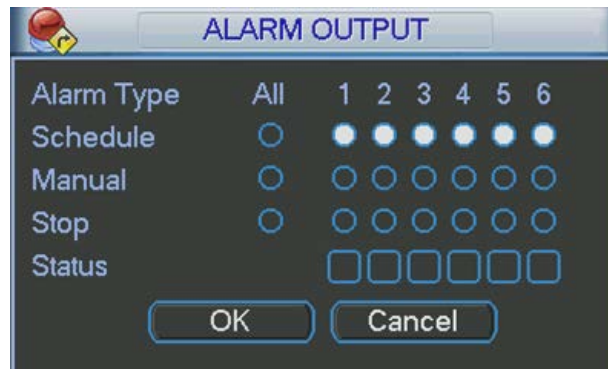 ALARM OUTPUT
Alarm Type All 1 2 3 4 5 6
Schedule
Manual
Stop
Status
OK Cancel